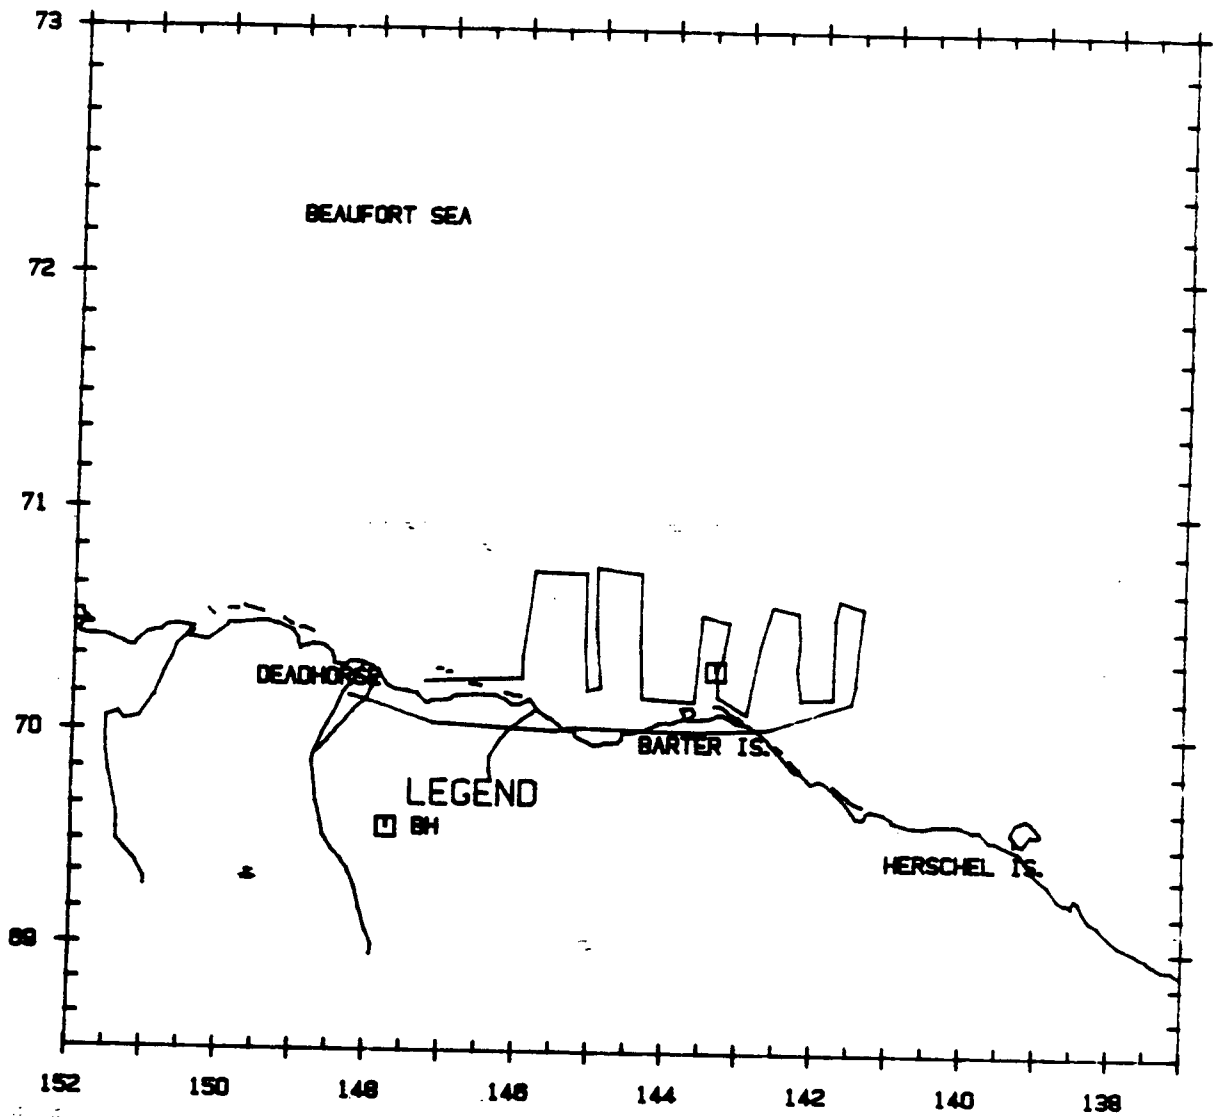 73
BEAUFORT SEA
72
71
DEADHORSE
70
BARTER IS.
LEGEND
BH
HERSCHEL IS.
69
152 150 148 146 144 142 140 138